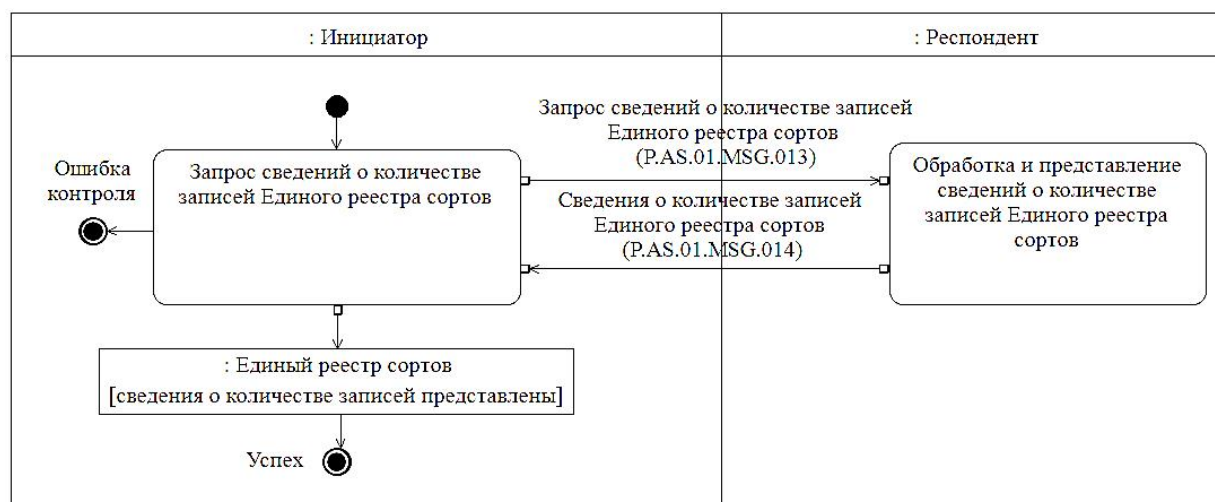 : Инициатор
: Респондент
Запрос сведений о количестве записей
Единого реестра сортов
(P.AS.01.MSG.013)
Ошибка
контроля
Запрос сведений о количестве
записей Единого реестра сортов
Обработка и представление
сведений о количестве
записей Единого реестра
сортов
Сведения о количестве записей
Единого реестра сортов
(P.AS.01.MSG.014)
: Единый реестр сортов
[сведения о количестве записей представлены]
Успех